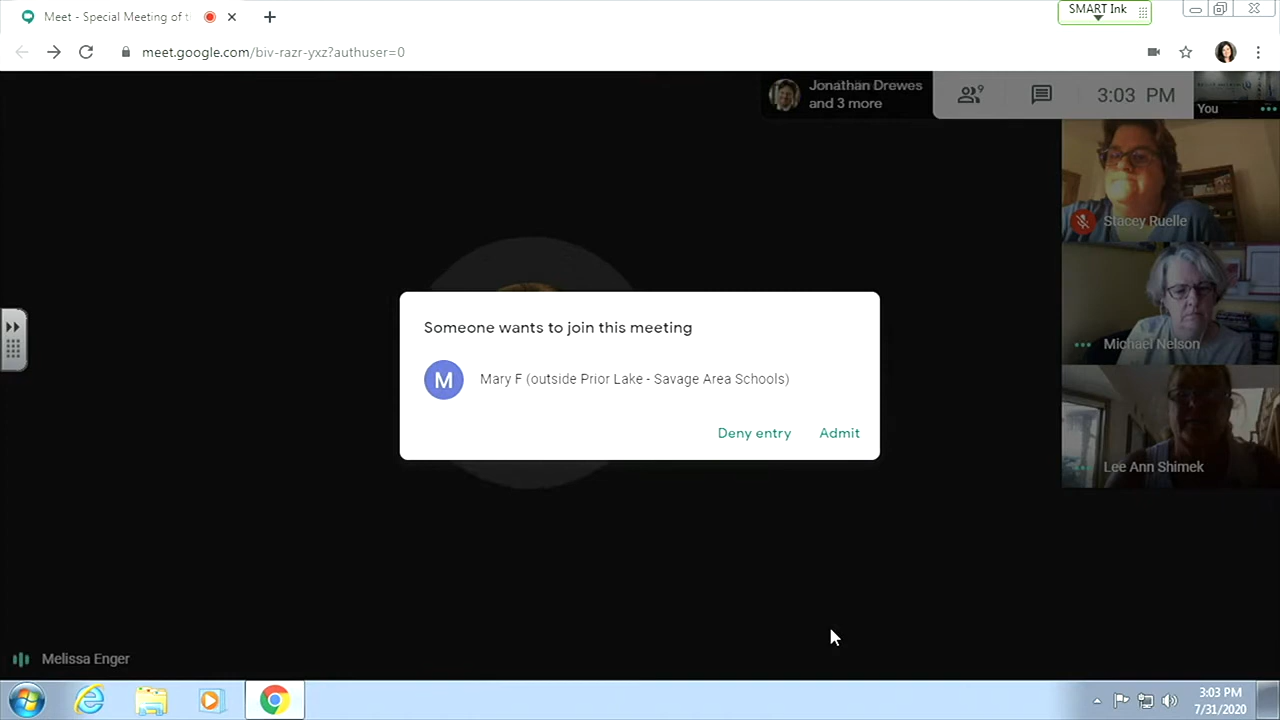 Meet - Special Meeting of t
SMART Ink
meet.google.com/biv-razr-yxz?authuser=0
Jonathan Drewes
and 3 more
9
3:03 PM
You
Stacey Ruelle
Someone wants to join this meeting
Michael Nelson
M
Mary F (outside Prior Lake - Savage Area Schools)
Deny entry
Admit
Lee Ann Shimek
Melissa Enger
3:03 PM
7/31/2020